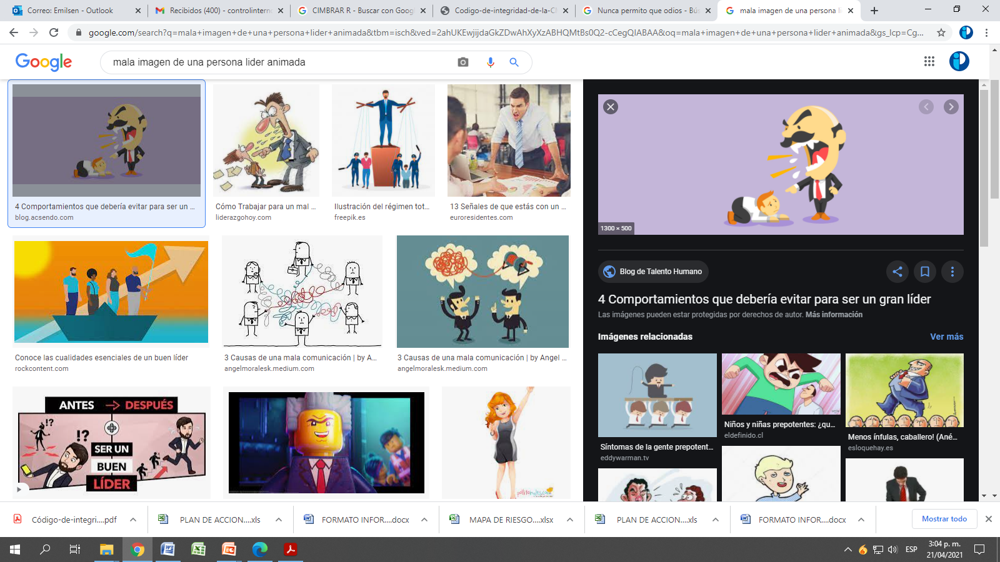 Correo: Emilsen - Outlook
Recibidos (400) - controlintern
CIMBRAR R - Buscar con Goog
Codigo-de-integridad-de-la-C
Nunca permito que odios - Bús
mala imagen de una persona li
google.com/search?q=mala+imagen+de+una+persona+lider+animada&tbm=isch&ved=2ahUKEwjijdaGkZDwAhXyXzABHQMtBs0Q2-cCegQIABAA&oq=mala+imagen+de+una+persona+lider+animada&gs_lcp=Cg...
Google
mala imagen de una persona lider animada
4 Comportamientos que debería evitar para ser un ...
blog.acsendo.com
Cómo Trabajar para un mal ...
liderazgohoy.com
Ilustración del régimen tot...
freepik.es
13 Señales de que estás con un ...
euroresidentes.com
Conoce las cualidades esenciales de un buen líder
rockcontent.com
3 Causas de una mala comunicación | by A...
angelmoralesk.medium.com
3 Causas de una mala comunicación | by Angel ...
angelmoralesk.medium.com
ANTES → DESPUÉS
!?
!?
SER UN
BUEN
LÍDER
1300 × 500
Blog de Talento Humano
4 Comportamientos que debería evitar para ser un gran líder
Las imágenes pueden estar protegidas por derechos de autor. Más información
Imágenes relacionadas
Ver más
Síntomas de la gente prepotent...
eddywarman.tv
Niños y niñas prepotentes: ¿qu...
eldefinido.cl
Menos ínfulas, caballero! (Ané...
esloquehay.es
Código-de-integri....pdf
PLAN DE ACCION....xls
FORMATO INFOR....docx
MAPA DE RIESGO....xlsx
PLAN DE ACCION....xls
FORMATO INFOR....docx
Mostrar todo
ESP
3:04 p. m.
21/04/2021